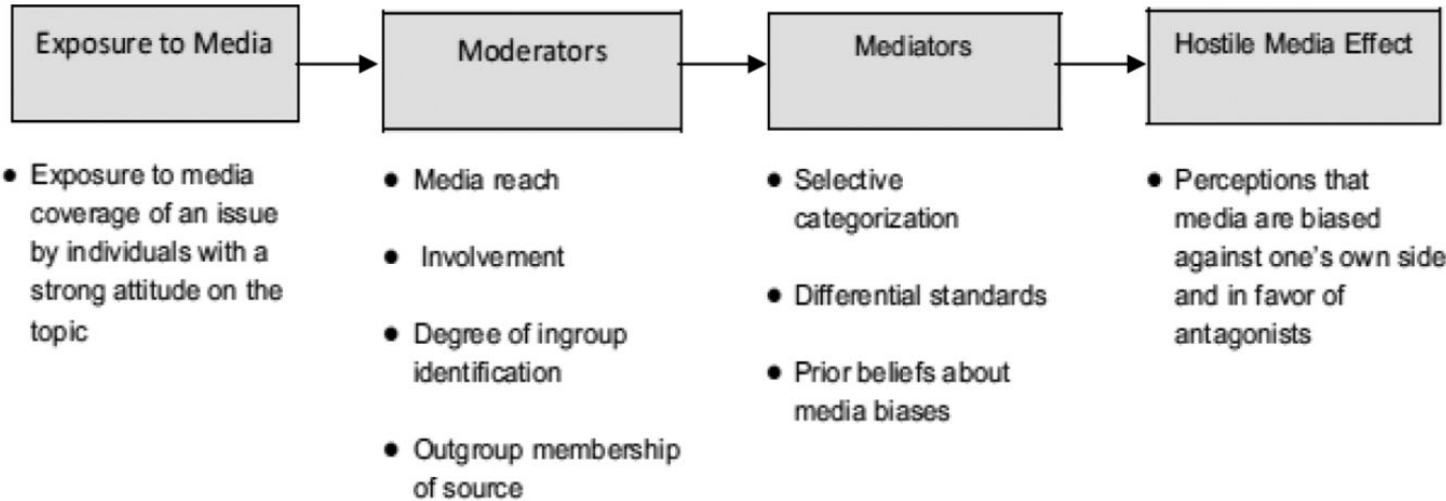 Exposure to Media
Moderators
Mediators
Hostile Media Effect
● Exposure to media
coverage of an issue
by individuals with a
strong attitude on the
topic
● Media reach
● Involvement
● Degree of ingroup
identification
● Outgroup membership
of source
● Selective
categorization
● Differential standards
● Prior beliefs about
media biases
● Perceptions that
media are biased
against one's own side
and in favor of
antagonists